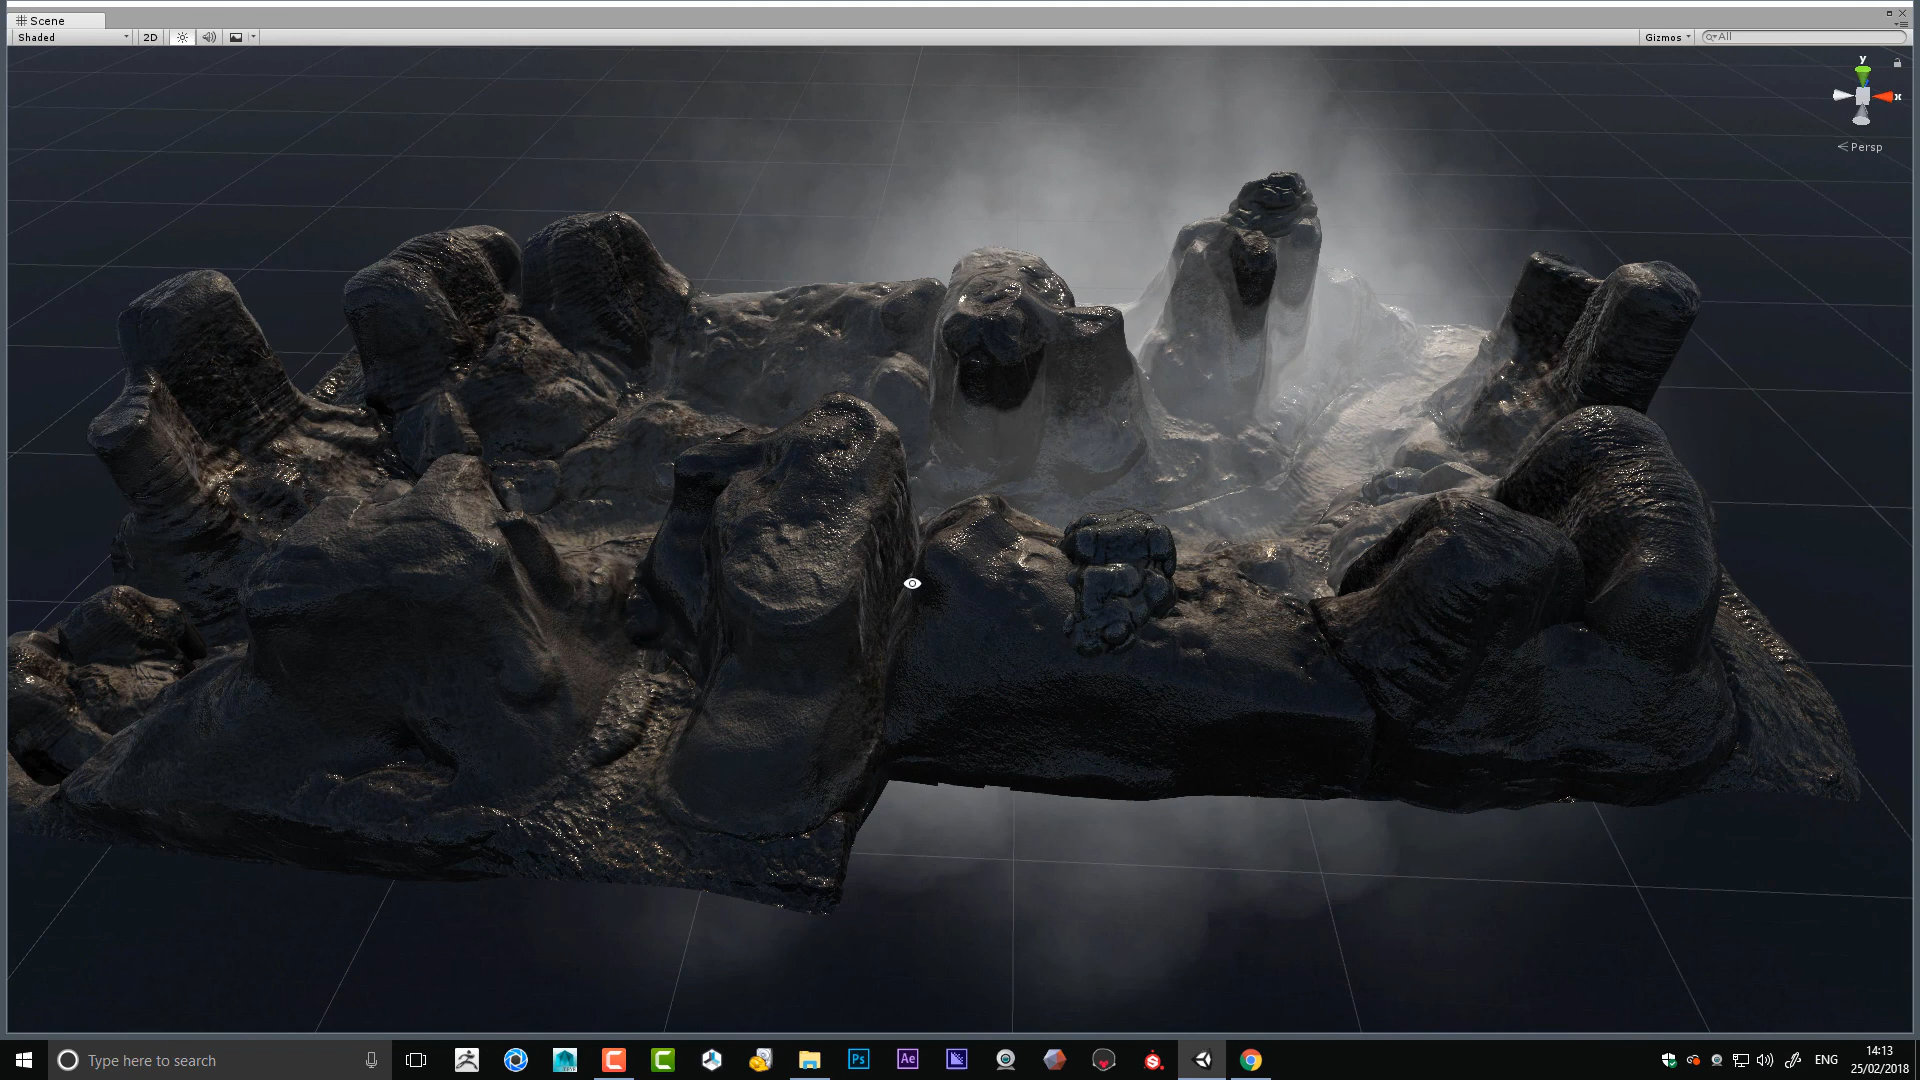 Scene
Shaded
2D
Gizmos
All
y
x
Persp
Type here to search
Ps
Ae
ENG
14:13
25/02/2018